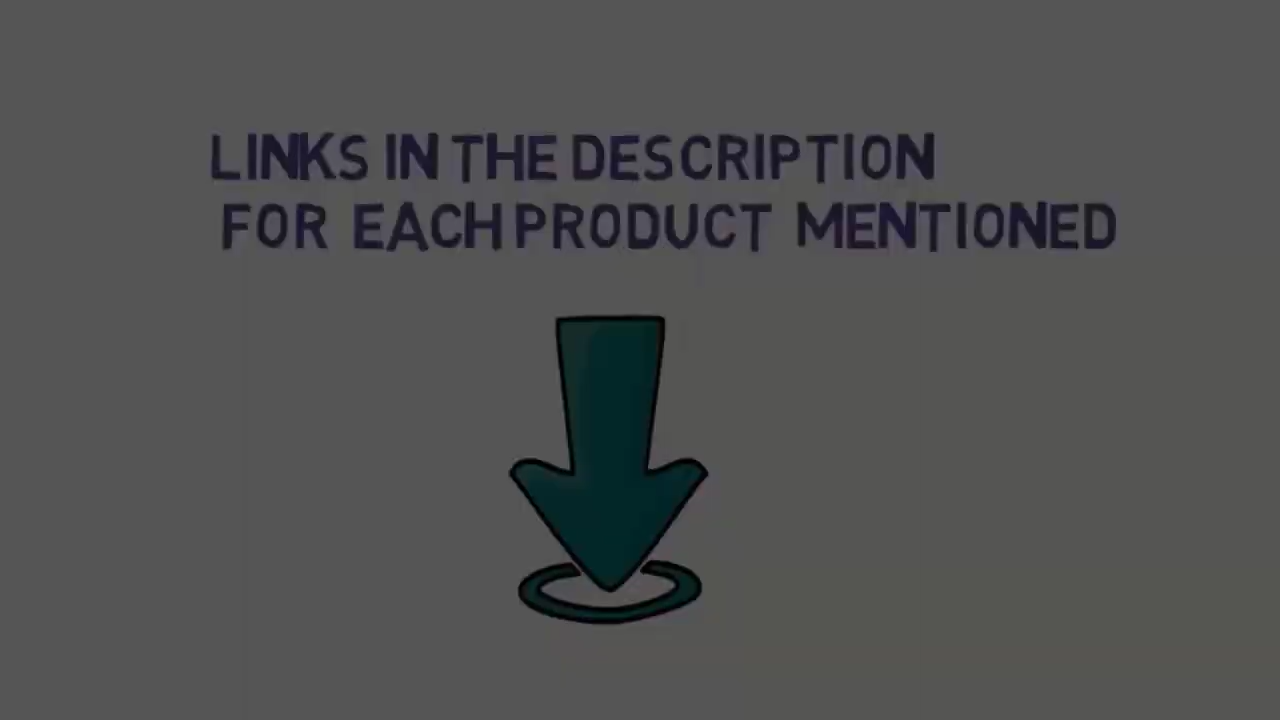 LINKS IN THE DESCRIPTION
FOR EACH PRODUCT MENTIONED